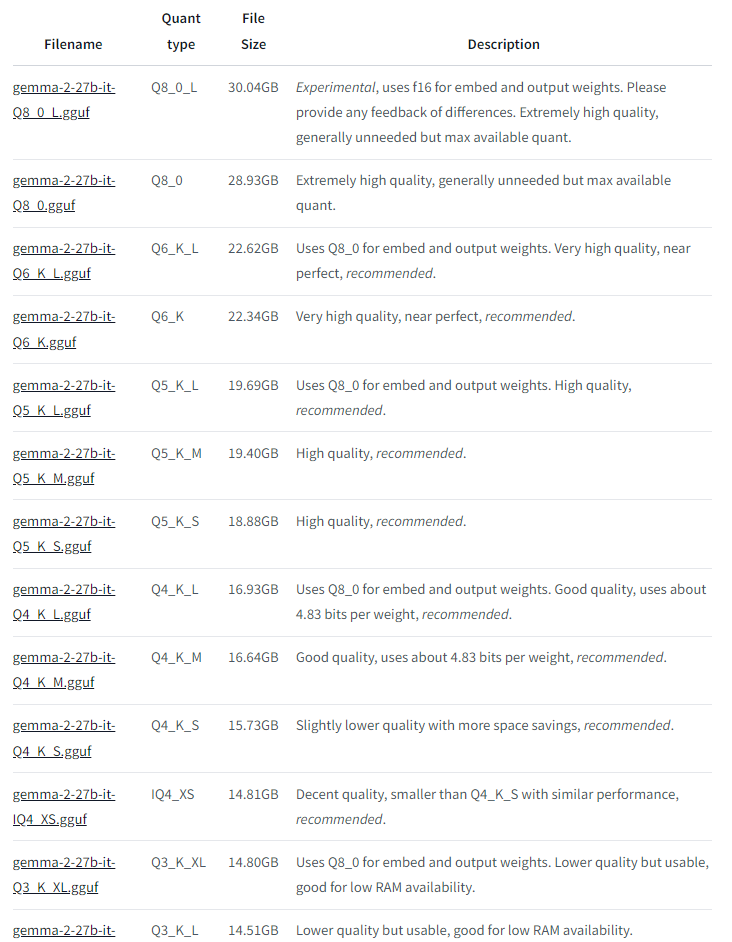 Filename Quant type File Size Description
gemma-2-27b-it-Q8_0_L.gguf Q8_0_L 30.04GB Experimental, uses f16 for embed and output weights. Please provide any feedback of differences. Extremely high quality, generally unneeded but max available quant.
gemma-2-27b-it-Q8_0.gguf Q8_0 28.93GB Extremely high quality, generally unneeded but max available quant.
gemma-2-27b-it-Q6_K_L.gguf Q6_K_L 22.62GB Uses Q8_0 for embed and output weights. Very high quality, near perfect, recommended.
gemma-2-27b-it-Q6_K.gguf Q6_K 22.34GB Very high quality, near perfect, recommended.
gemma-2-27b-it-Q5_K_L.gguf Q5_K_L 19.69GB Uses Q8_0 for embed and output weights. High quality, recommended.
gemma-2-27b-it-Q5_K_M.gguf Q5_K_M 19.40GB High quality, recommended.
gemma-2-27b-it-Q5_K_S.gguf Q5_K_S 18.88GB High quality, recommended.
gemma-2-27b-it-Q4_K_L.gguf Q4_K_L 16.93GB Uses Q8_0 for embed and output weights. Good quality, uses about 4.83 bits per weight, recommended.
gemma-2-27b-it-Q4_K_M.gguf Q4_K_M 16.64GB Good quality, uses about 4.83 bits per weight, recommended.
gemma-2-27b-it-Q4_K_S.gguf Q4_K_S 15.73GB Slightly lower quality with more space savings, recommended.
gemma-2-27b-it-IQ4_XS.gguf IQ4_XS 14.81GB Decent quality, smaller than Q4_K_S with similar performance, recommended.
gemma-2-27b-it-Q3_K_XL.gguf Q3_K_XL 14.80GB Uses Q8_0 for embed and output weights. Lower quality but usable, good for low RAM availability.
gemma-2-27b-it- Q3_K_L 14.51GB Lower quality but usable, good for low RAM availability.